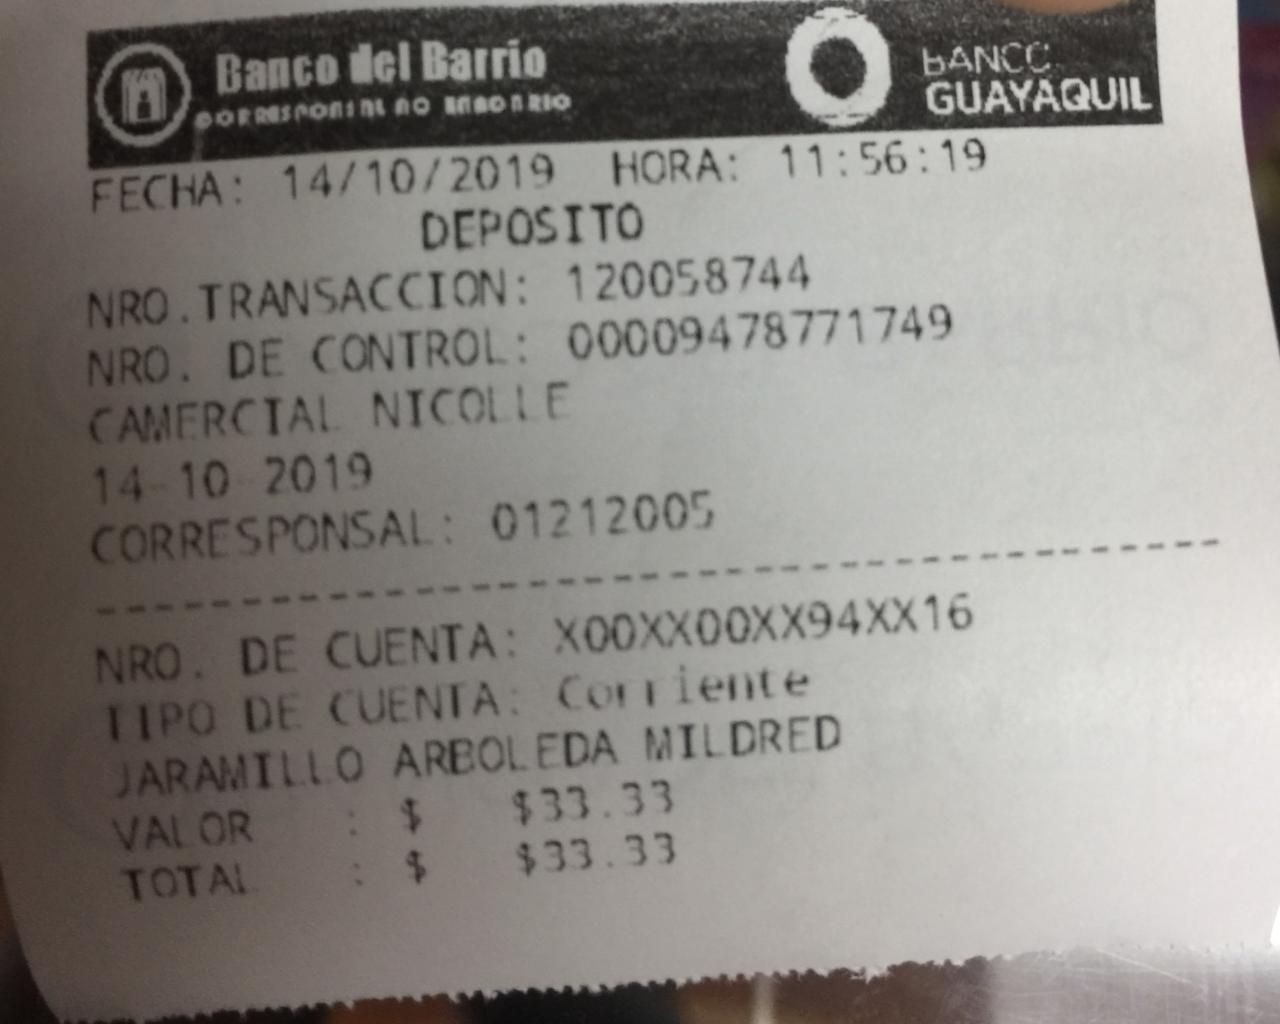 Banco del Barrio
CORRESPONSAL NO BANCARIO
BANCO
GUAYAQUIL
FECHA: 14/10/2019 HORA: 11:56:19
DEPOSITO
NRO.TRANSACCION: 120058744
NRO. DE CONTROL: 00009478771749
CAMERCIAL NICOLLE
14-10-2019
CORRESPONSAL: 01212005
NRO. DE CUENTA: X00XX00XX94XX16
TIPO DE CUENTA: Corriente
JARAMILLO ARBOLEDA MILDRED
VALOR : $ $33.33
TOTAL : $ $33.33